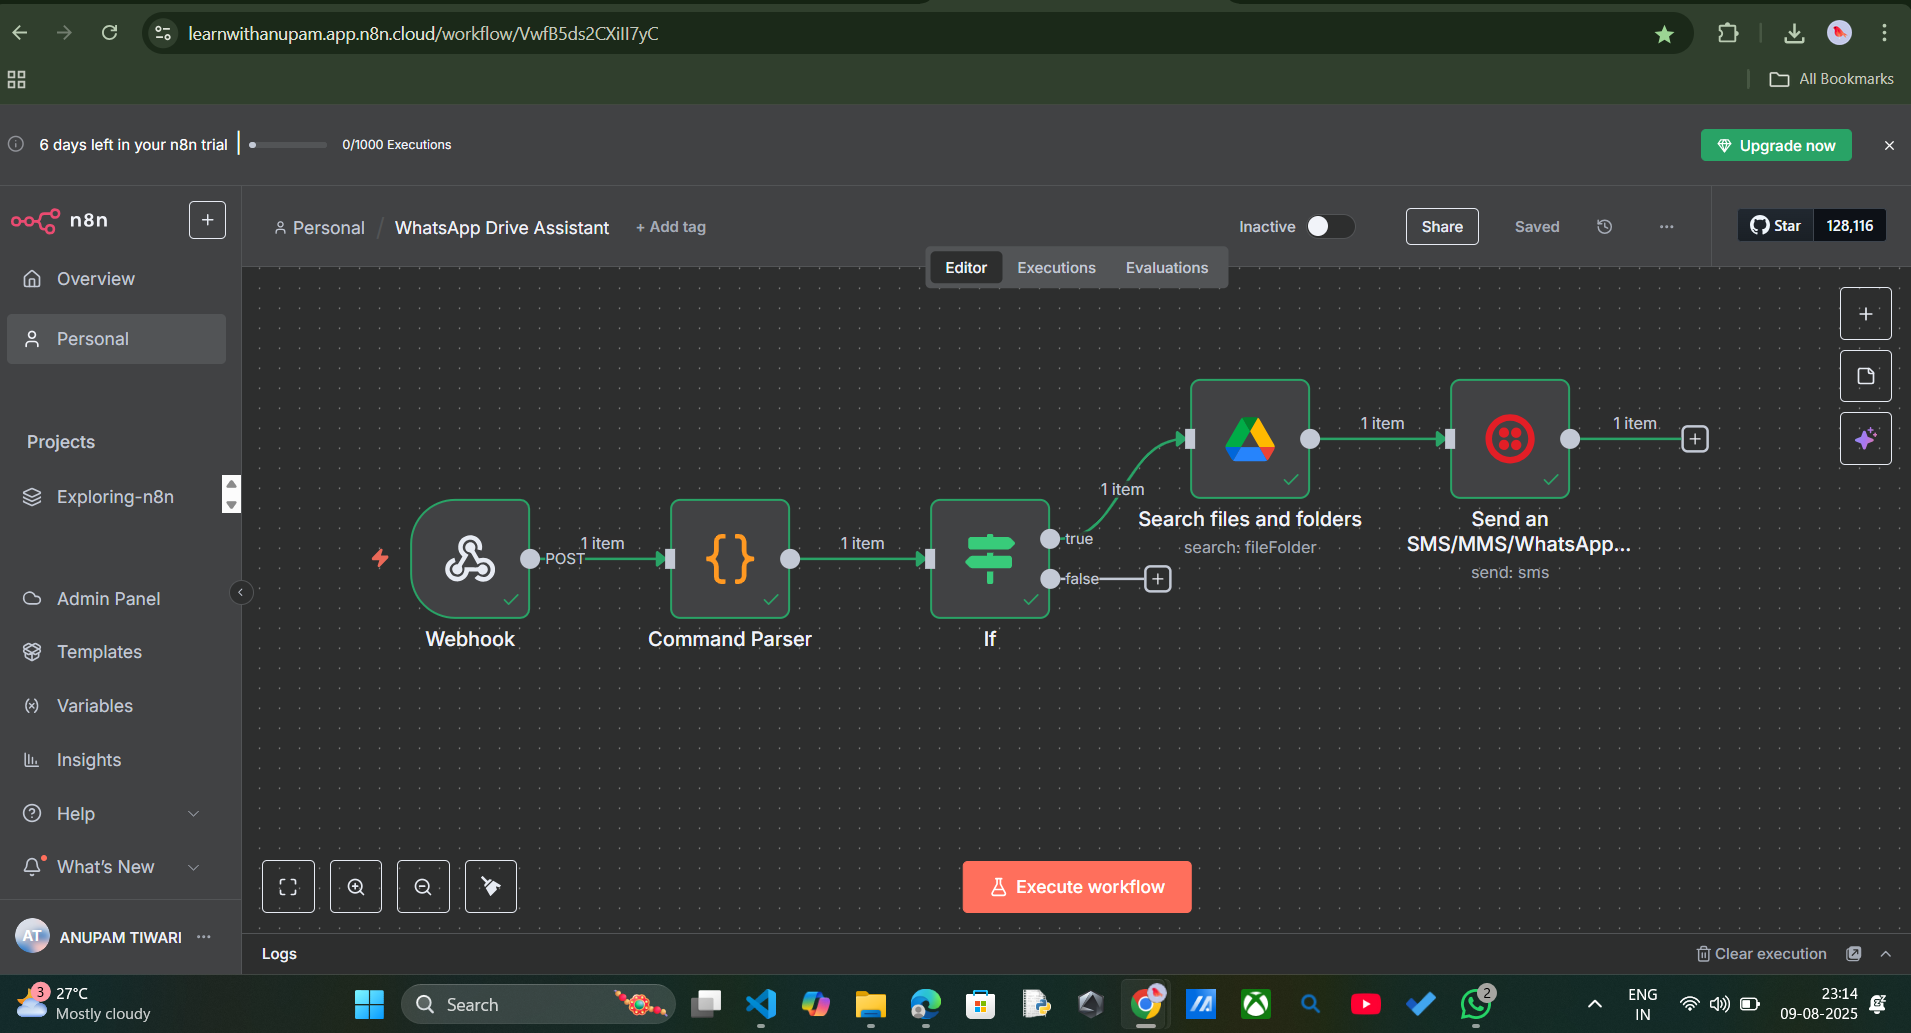 learnwithanupam.app.n8n.cloud/workflow/VwfB5ds2CXiII7yC
All Bookmarks
6 days left in your n8n trial
0/1000 Executions
Upgrade now
n8n
Personal / WhatsApp Drive Assistant
+ Add tag
Inactive
Share
Saved
Star
128,116
Editor
Executions
Evaluations
Overview
Personal
Projects
Exploring-n8n
Admin Panel
Templates
Variables
Insights
Help
What's New
AT
ANUPAM TIWARI
POST
1 item
1 item
true
false
1 item
1 item
1 item
Webhook
Command Parser
If
Search files and folders
search: fileFolder
Send an
SMS/MMS/WhatsApp...
send: sms
Execute workflow
Logs
Clear execution
3
27°C
Mostly cloudy
Search
2
ENG
IN
23:14
09-08-2025